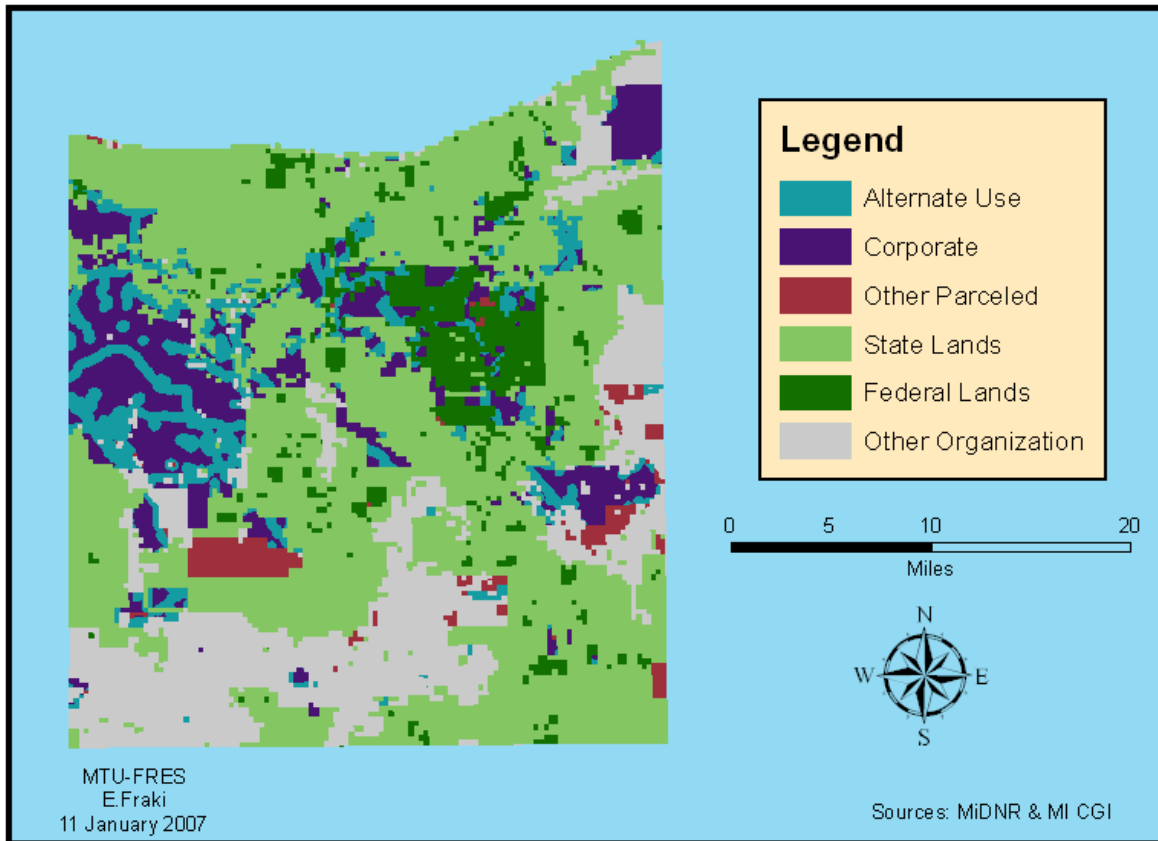 Legend
Alternate Use
Corporate
Other Parceled
State Lands
Federal Lands
Other Organization
0 5 10 20
Miles
N
W E
S
MTU-FRES
E.Fraki
11 January 2007
Sources: MiDNR & MI CGI